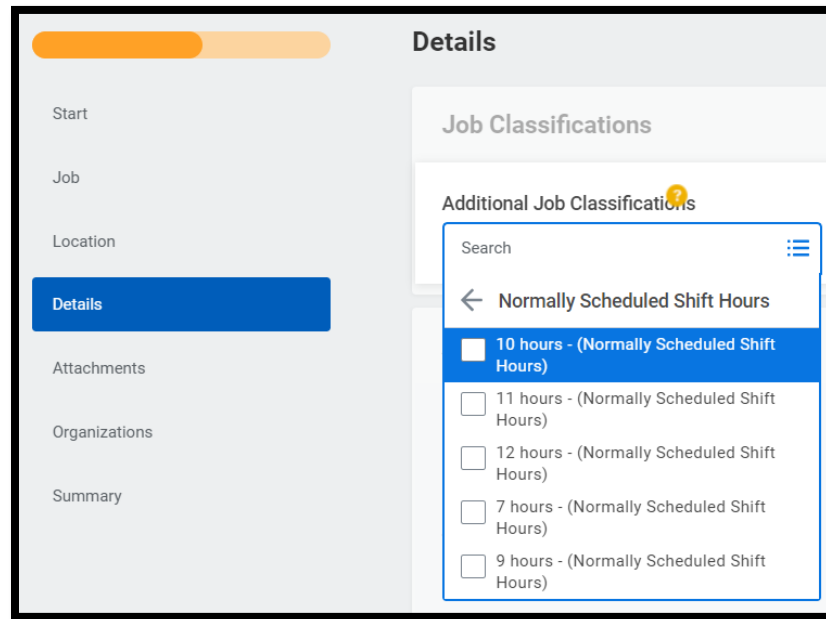 Details
Start
Job
Location
Details
Attachments
Organizations
Summary
Job Classifications
Additional Job Classifications
?
Search
Normally Scheduled Shift Hours
10 hours - (Normally Scheduled Shift
Hours)
11 hours - (Normally Scheduled Shift
Hours)
12 hours - (Normally Scheduled Shift
Hours)
7 hours - (Normally Scheduled Shift
Hours)
9 hours - (Normally Scheduled Shift
Hours)